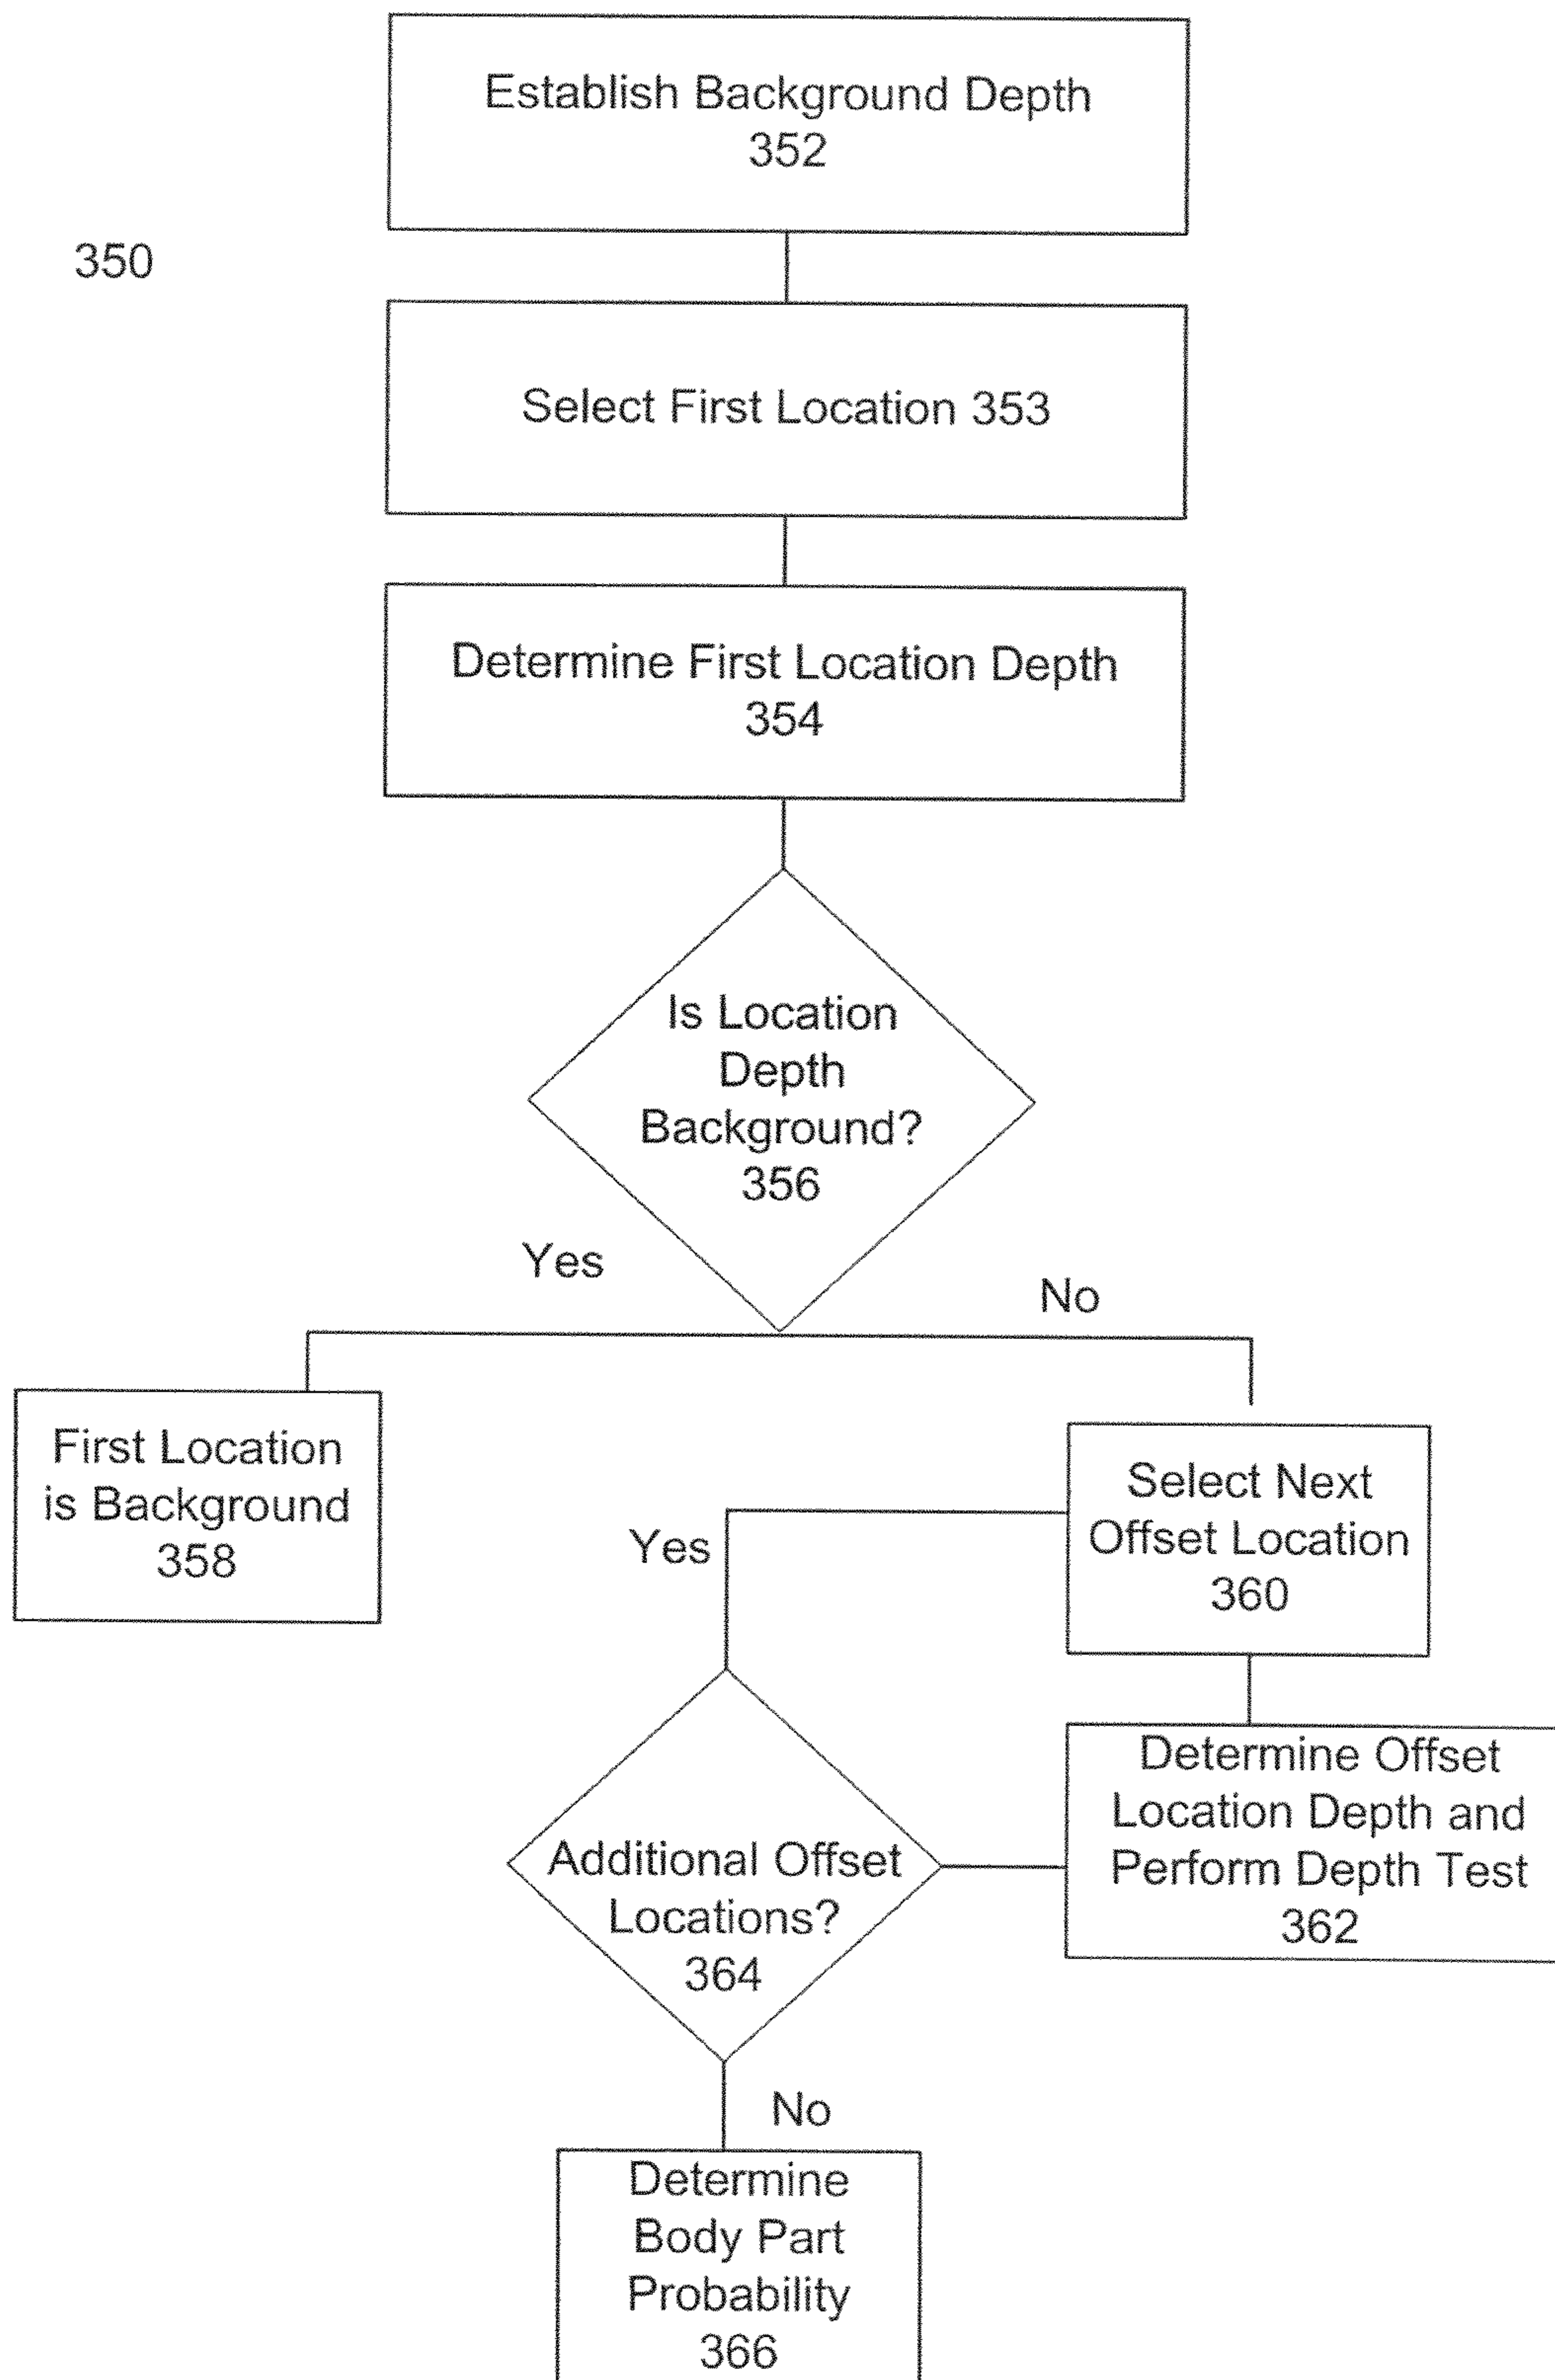 Establish Background Depth
352
350
Select First Location 353
Determine First Location Depth
354
Is Location
Depth
Background?
356
Yes
No
First Location
is Background
358
Select Next
Offset Location
360
Yes
Determine Offset
Location Depth and
Perform Depth Test
362
Additional Offset
Locations?
364
No
Determine
Body Part
Probability
366